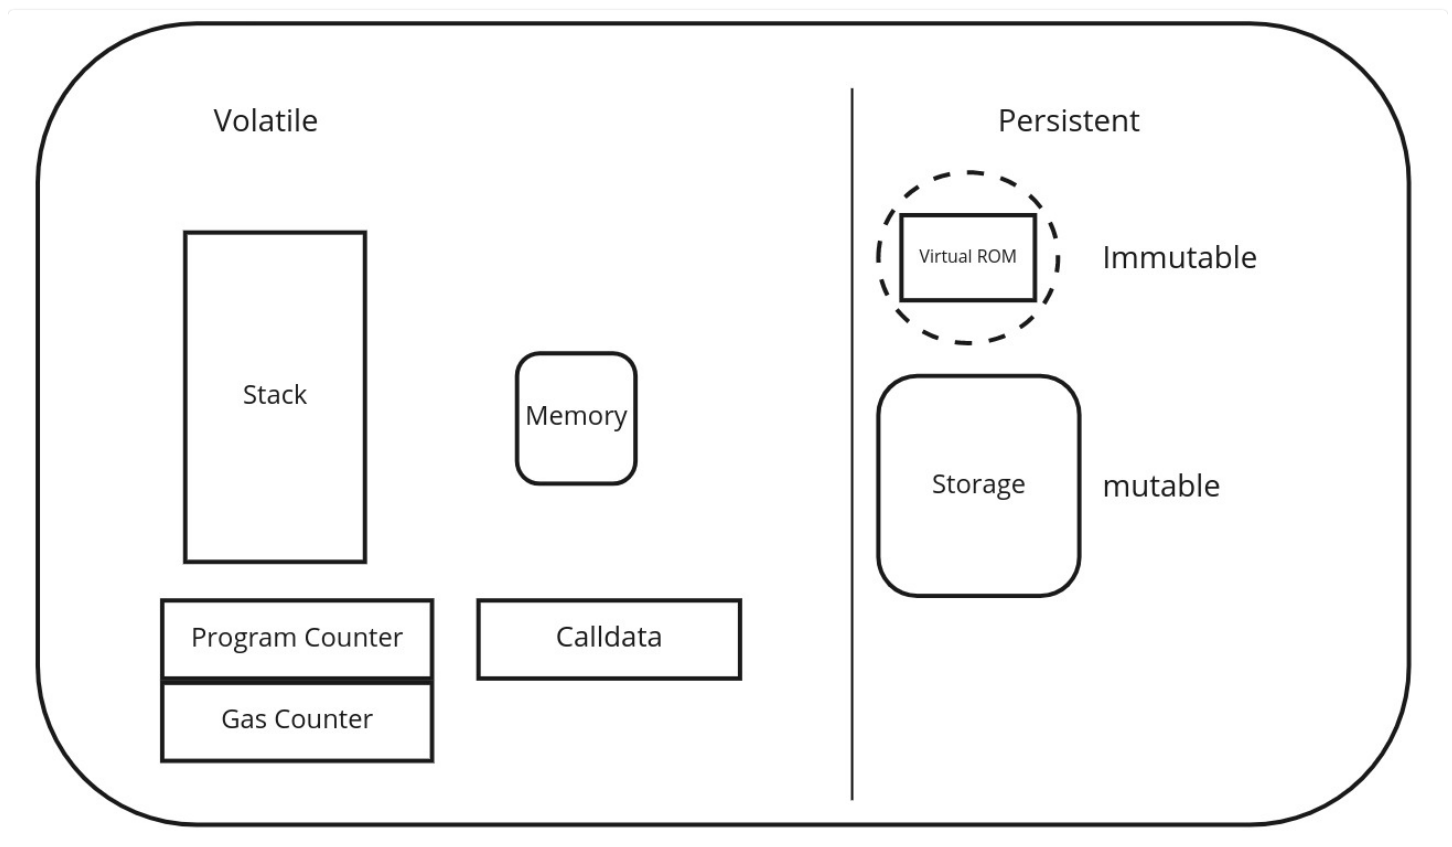 Volatile
Persistent
Virtual ROM
Immutable
Stack
Memory
Storage
mutable
Program Counter
Calldata
Gas Counter